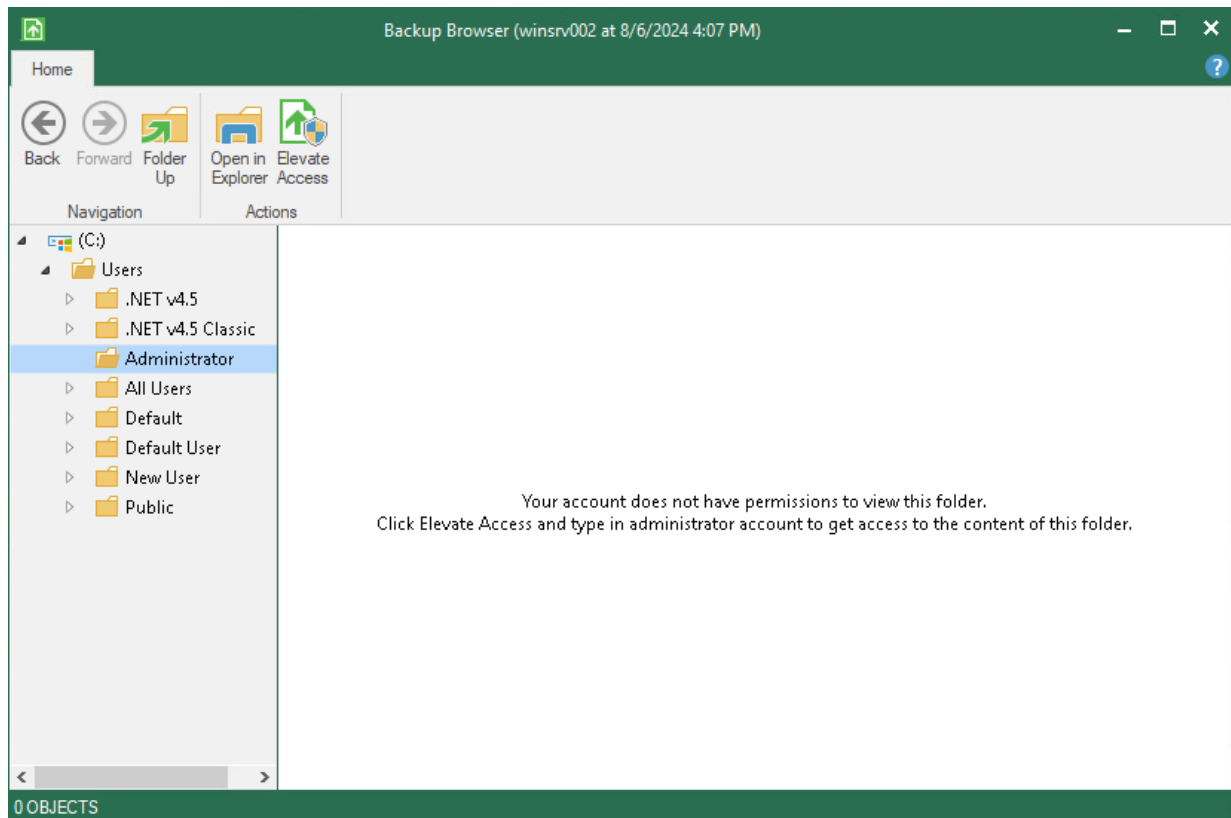 Backup Browser (winsrv002 at 8/6/2024 4:07 PM)
Home
?
Back
Forward
Folder
Up
Open in
Explorer
Elevate
Access
Navigation
Actions
(C:)
Users
.NET v4.5
.NET v4.5 Classic
Administrator
All Users
Default
Default User
New User
Public
Your account does not have permissions to view this folder.
Click Elevate Access and type in administrator account to get access to the content of this folder.
0 OBJECTS